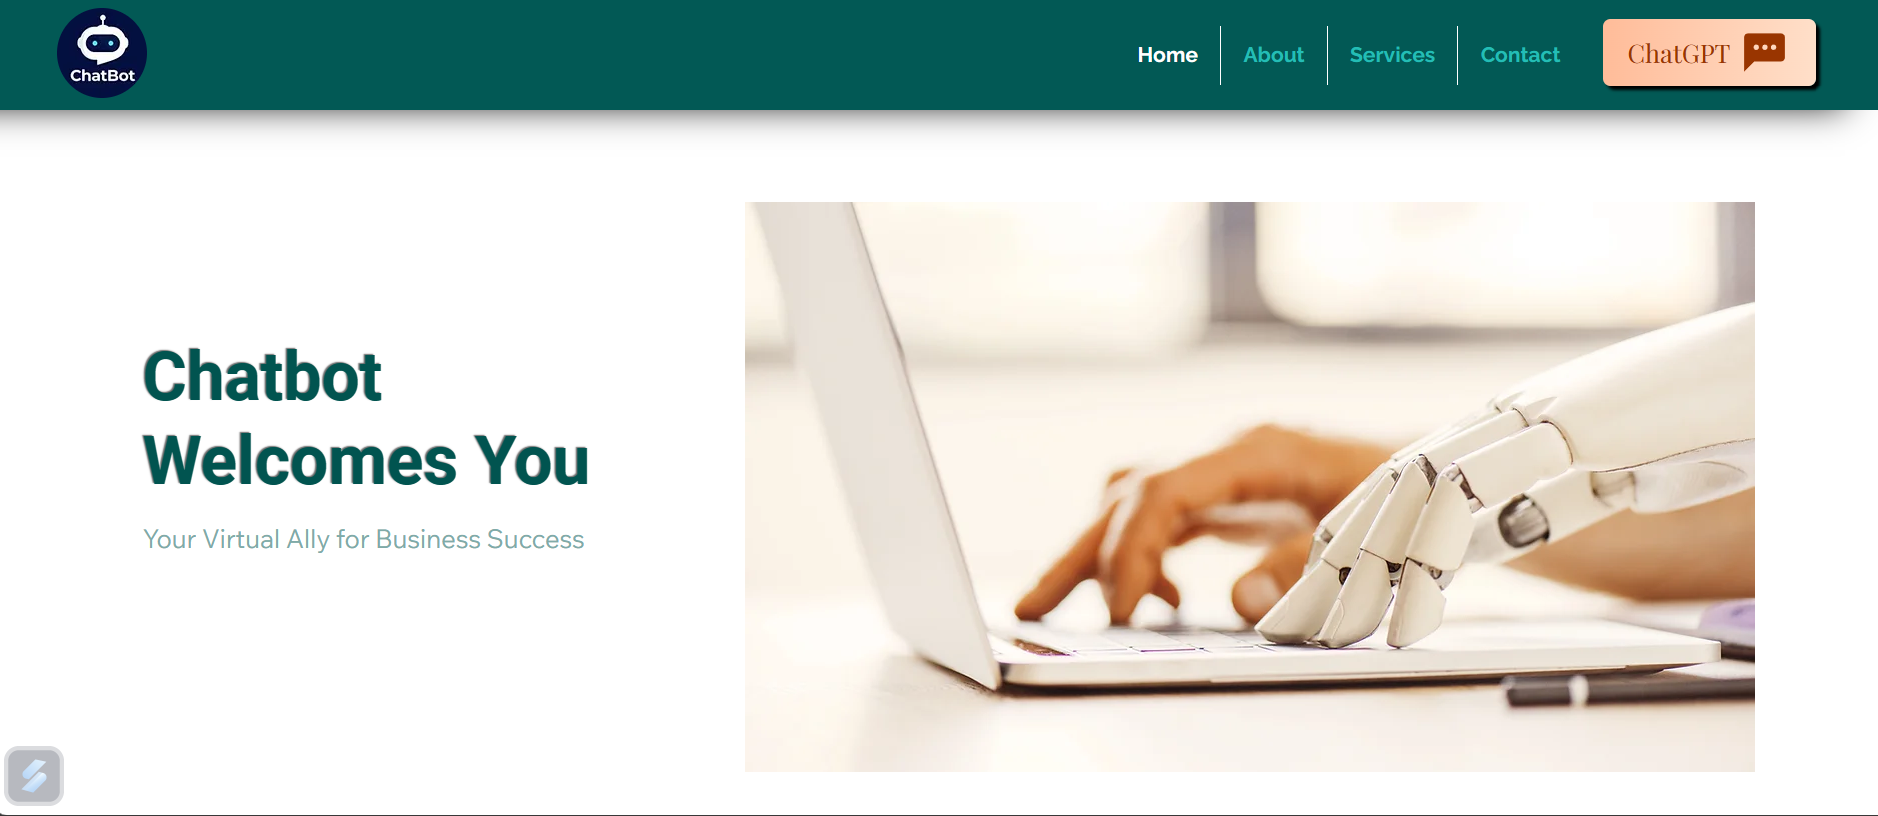 ChatBot
Home
About
Services
Contact
ChatGPT
Chatbot
Welcomes You
Your Virtual Ally for Business Success